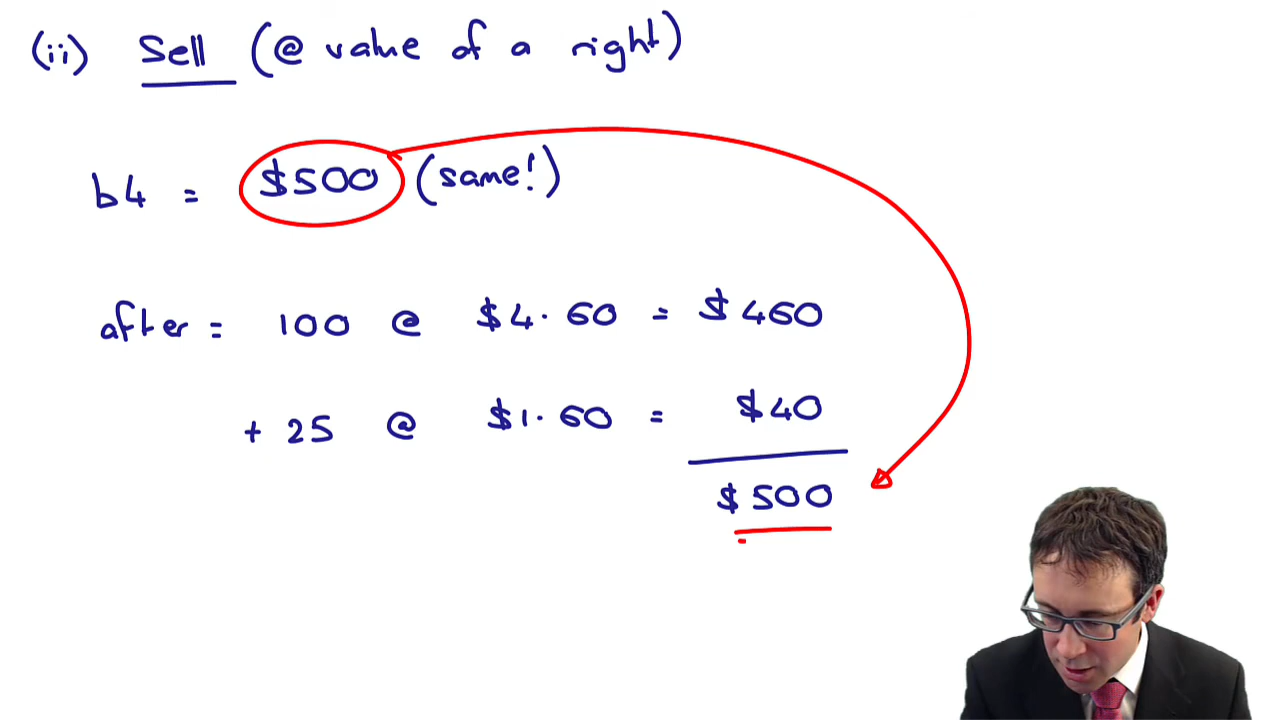 (ii) Sell (@ value of a right)
b4 = $500 (same!)
after = 100 @ $4.60 = $460
+ 25 @ $1.60 = $40
$500